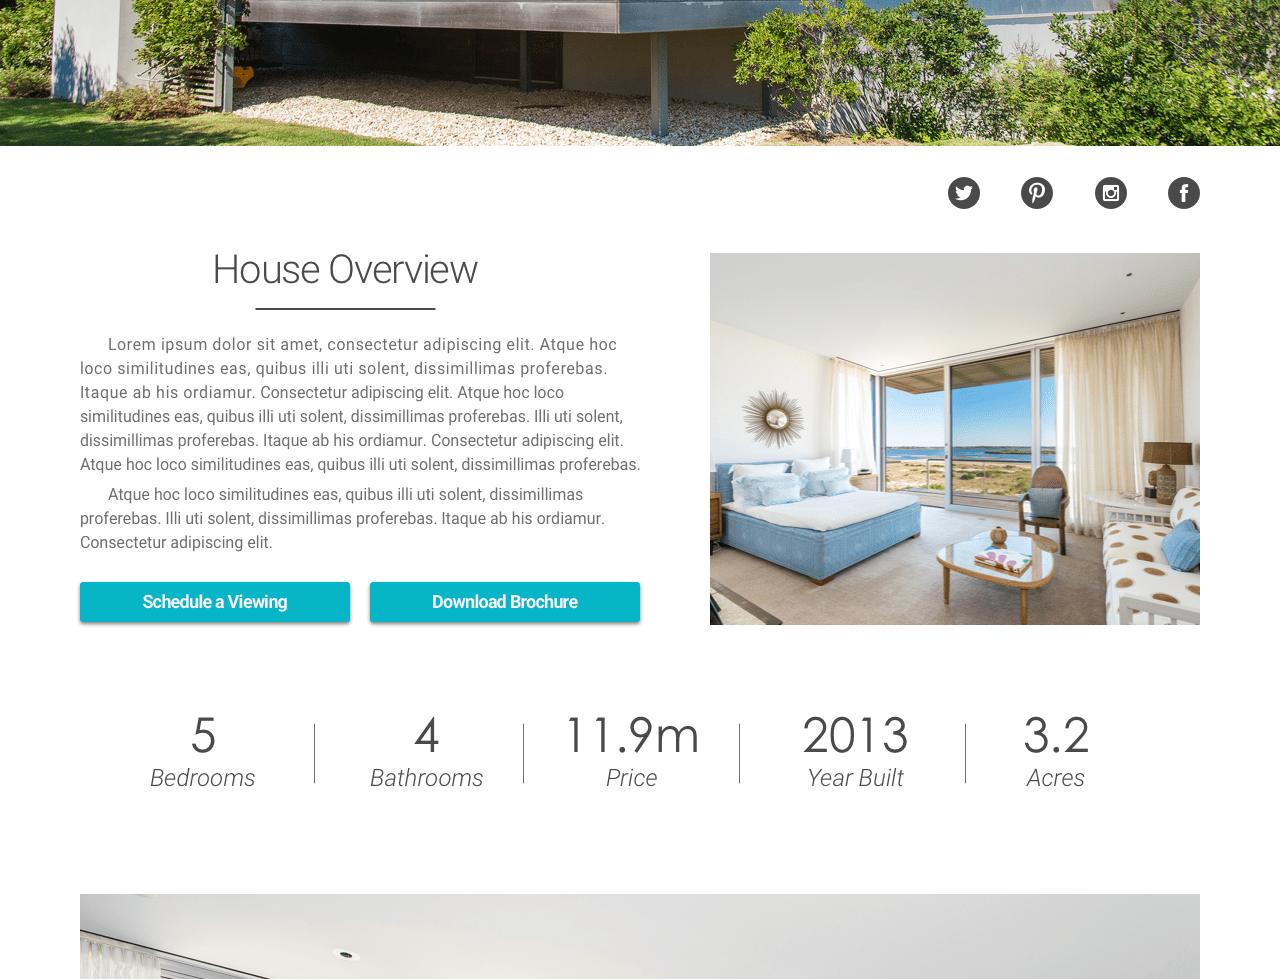 House Overview
Lorem ipsum dolor sit amet, consectetur adipiscing elit. Atque hoc
loco similitudines eas, quibus illi uti solent, dissimillimas proferebas.
Itaque ab his ordiamur. Consectetur adipiscing elit. Atque hoc loco
similitudines eas, quibus illi uti solent, dissimillimas proferebas. Illi uti solent,
dissimillimas proferebas. Itaque ab his ordiamur. Consectetur adipiscing elit.
Atque hoc loco similitudines eas, quibus illi uti solent, dissimillimas proferebas.
Atque hoc loco similitudines eas, quibus illi uti solent, dissimillimas
proferebas. Illi uti solent, dissimillimas proferebas. Itaque ab his ordiamur.
Consectetur adipiscing elit.
Schedule a Viewing
Download Brochure
5
Bedrooms
4
Bathrooms
11.9m
Price
2013
Year Built
3.2
Acres